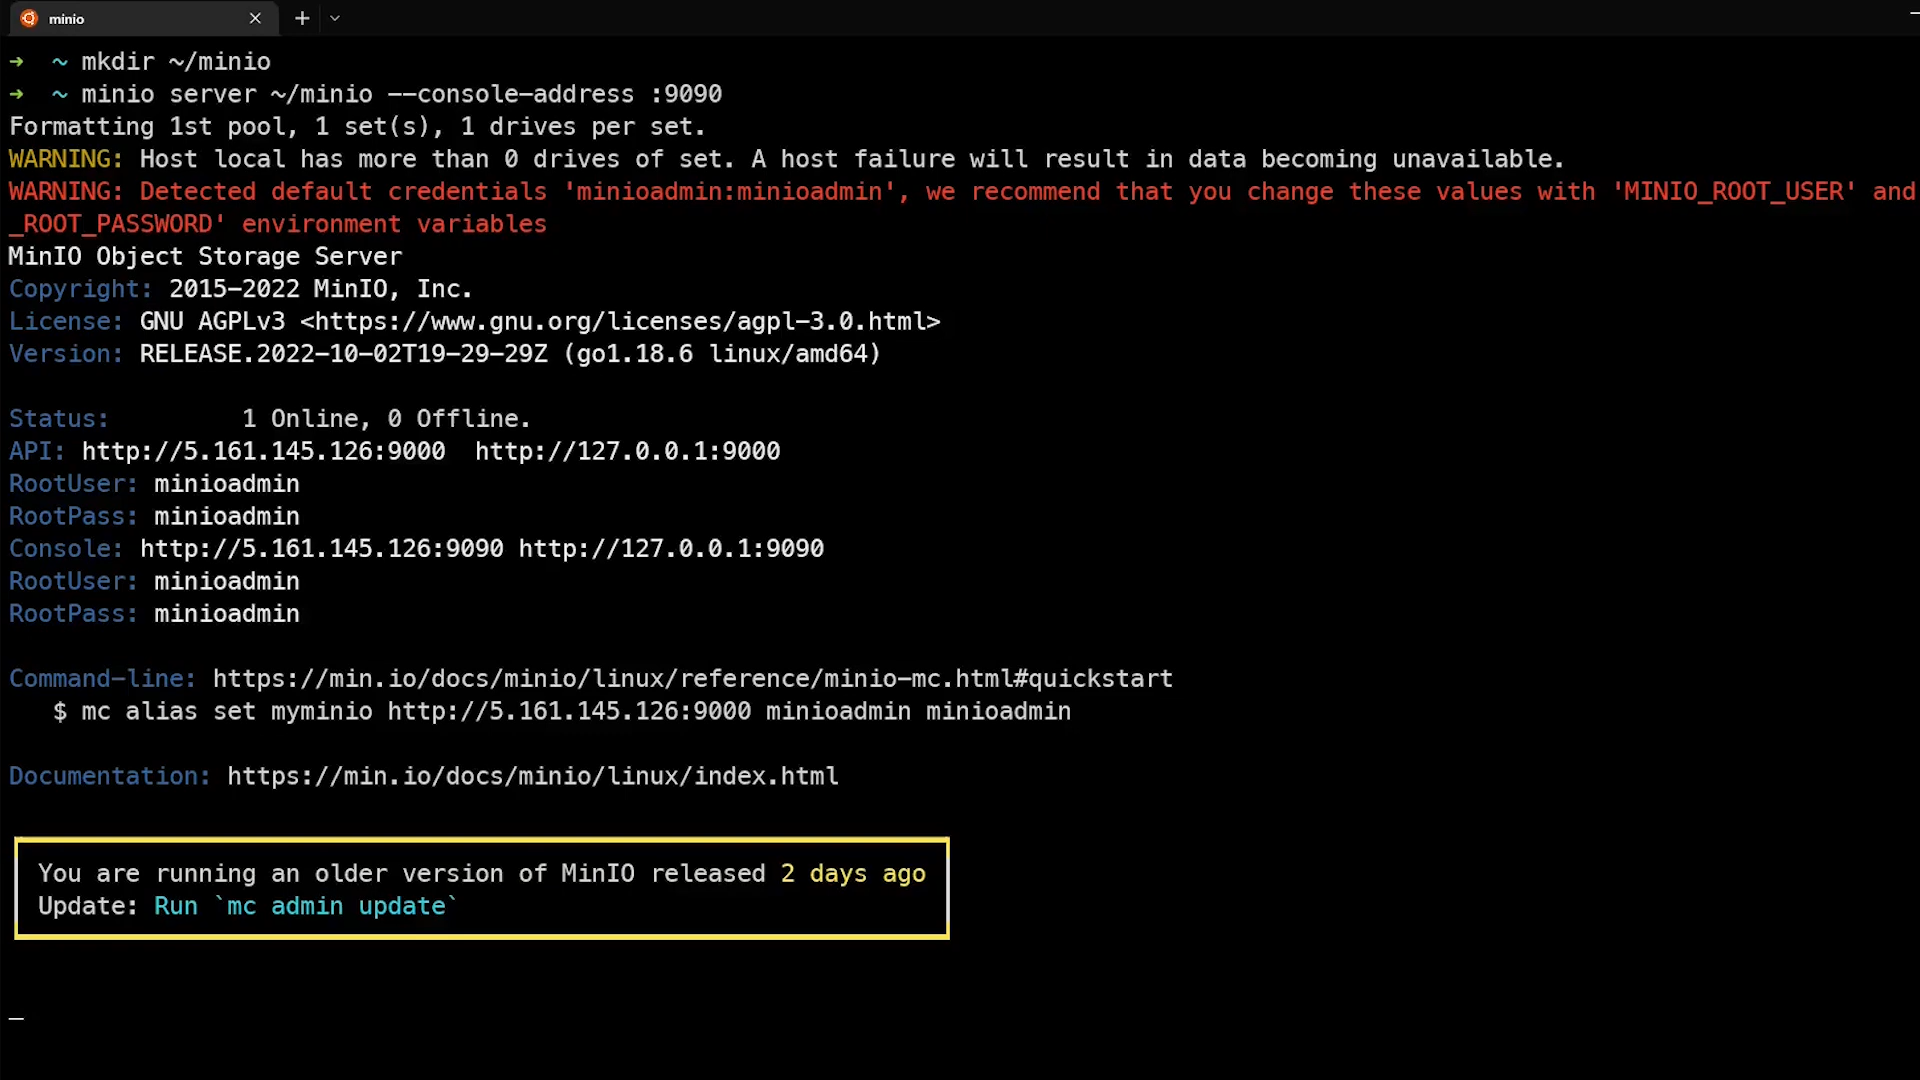 minio
➜ ~ mkdir ~/minio
➜ ~ minio server ~/minio --console-address :9090
Formatting 1st pool, 1 set(s), 1 drives per set.
WARNING: Host local has more than 0 drives of set. A host failure will result in data becoming unavailable.
WARNING: Detected default credentials 'minioadmin:minioadmin', we recommend that you change these values with 'MINIO_ROOT_USER' and
_ROOT_PASSWORD' environment variables
MinIO Object Storage Server
Copyright: 2015-2022 MinIO, Inc.
License: GNU AGPLv3 <https://www.gnu.org/licenses/agpl-3.0.html>
Version: RELEASE.2022-10-02T19-29-29Z (go1.18.6 linux/amd64)
Status: 1 Online, 0 Offline.
API: http://5.161.145.126:9000 http://127.0.0.1:9000
RootUser: minioadmin
RootPass: minioadmin
Console: http://5.161.145.126:9090 http://127.0.0.1:9090
RootUser: minioadmin
RootPass: minioadmin
Command-line: https://min.io/docs/minio/linux/reference/minio-mc.html#quickstart
$ mc alias set myminio http://5.161.145.126:9000 minioadmin minioadmin
Documentation: https://min.io/docs/minio/linux/index.html
You are running an older version of MinIO released 2 days ago
Update: Run `mc admin update`